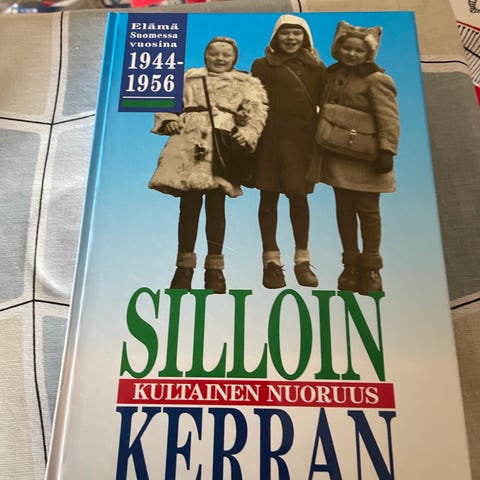 Elämä
Suomessa
vuosina
1944-
1956
SILLOIN
KULTAINEN NUORUUS
KERRAN